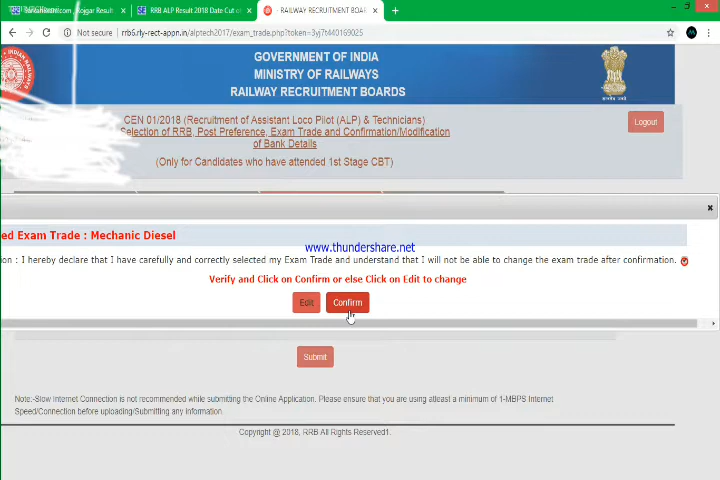 RRB ALP Result 2018 Date Cut o
RAILWAY RECRUITMENT BOA
Not secure | rrb6.rly-rect-appn.in/alptech2017/exam_trade.php?token=3yj7t440169025
GOVERNMENT OF INDIA
MINISTRY OF RAILWAYS
RAILWAY RECRUITMENT BOARDS
CEN 01/2018 (Recruitment of Assistant Loco Pilot (ALP) & Technicians)
Selection of RRB, Post Preference, Exam Trade and Confirmation/Modification
of Bank Details
(Only for Candidates who have attended 1st Stage CBT)
Logout
ed Exam Trade : Mechanic Diesel
www.thundershare.net
ion : I hereby declare that I have carefully and correctly selected my Exam Trade and understand that I will not be able to change the exam trade after confirmation.
Verify and Click on Confirm or else Click on Edit to change
Edit Confirm
Submit
Note:-Slow Internet Connection is not recommended while submitting the Online Application. Please ensure that you are using atleast a minimum of 1-MBPS Internet
Speed/Connection before uploading/Submitting any information.
Copyright @ 2018, RRB All Rights Reserved1.